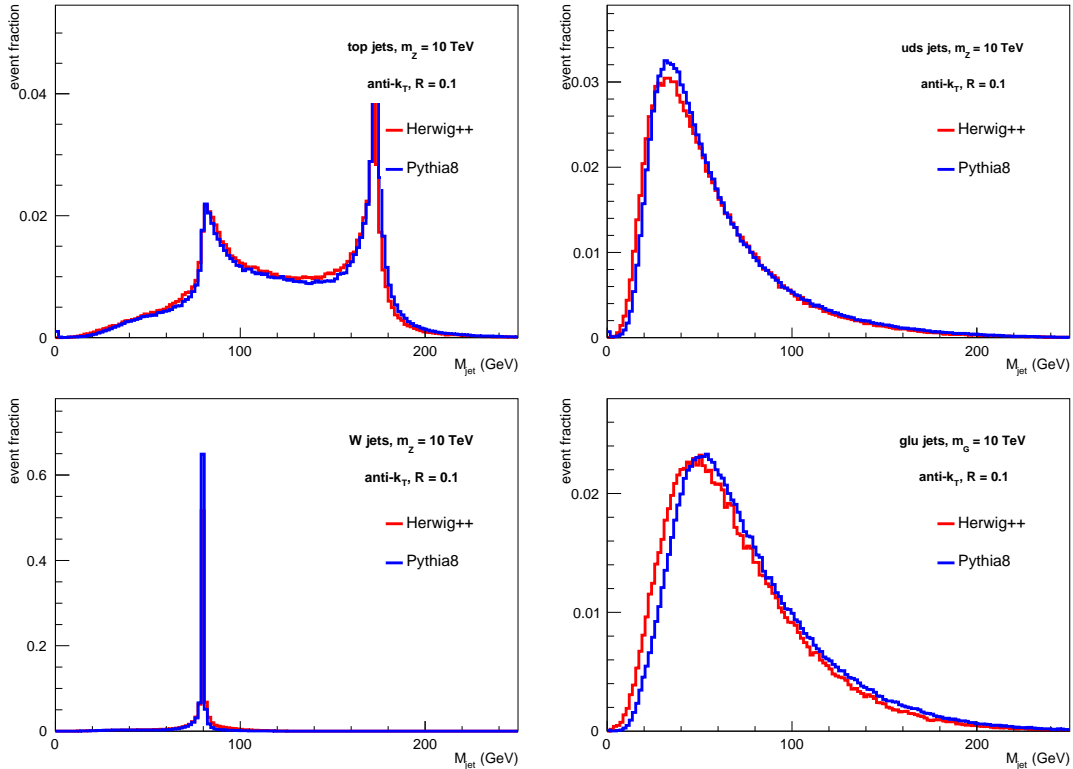 event fraction
top jets, m_Z = 10 TeV
anti-k_T, R = 0.1
Herwig++
Pythia8
0.04
0.02
0
0 100 200
M_jet (GeV)
event fraction
uds jets, m_Z = 10 TeV
anti-k_T, R = 0.1
Herwig++
Pythia8
0.03
0.02
0.01
0
0 100 200
M_jet (GeV)
event fraction
W jets, m_Z = 10 TeV
anti-k_T, R = 0.1
Herwig++
Pythia8
0.6
0.4
0.2
0
0 100 200
M_jet (GeV)
event fraction
glu jets, m_G = 10 TeV
anti-k_T, R = 0.1
Herwig++
Pythia8
0.02
0.01
0
0 100 200
M_jet (GeV)